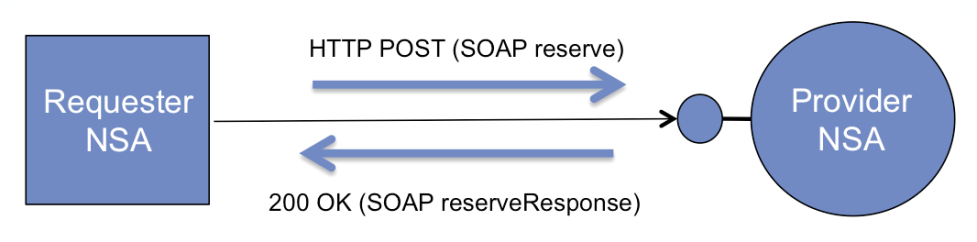 HTTP POST (SOAP reserve)
Requester
NSA
Provider
NSA
200 OK (SOAP reserveResponse)